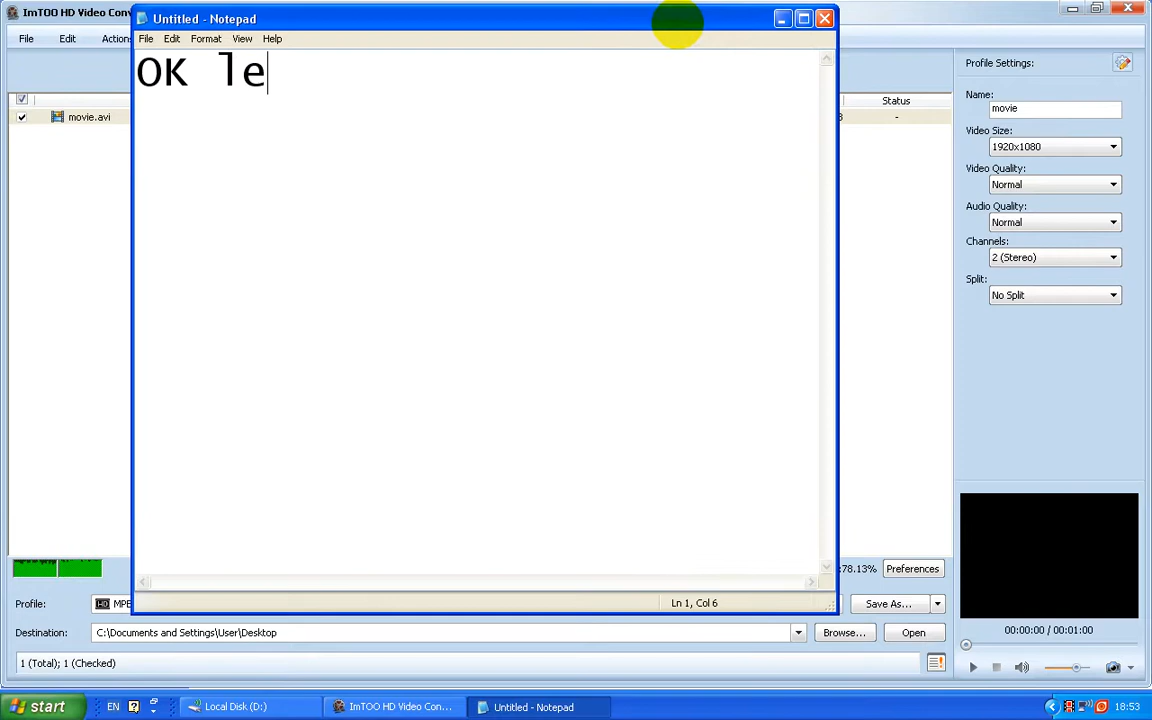 ImTOO HD Video Conv
Untitled - Notepad
File Edit Actions
File Edit Format View Help
OK le
Status
movie.avi
-
Profile Settings:
Name:
movie
Video Size:
1920x1080
Video Quality:
Normal
Audio Quality:
Normal
Channels:
2 (Stereo)
Split:
No Split
:78.13% Preferences
Ln 1, Col 6
Profile: HD MPE
Save As...
Destination: C:\Documents and Settings\User\Desktop
Browse... Open
00:00:00 / 00:01:00
1 (Total); 1 (Checked)
start EN Local Disk (D:) ImTOO HD Video Con... Untitled - Notepad 18:53